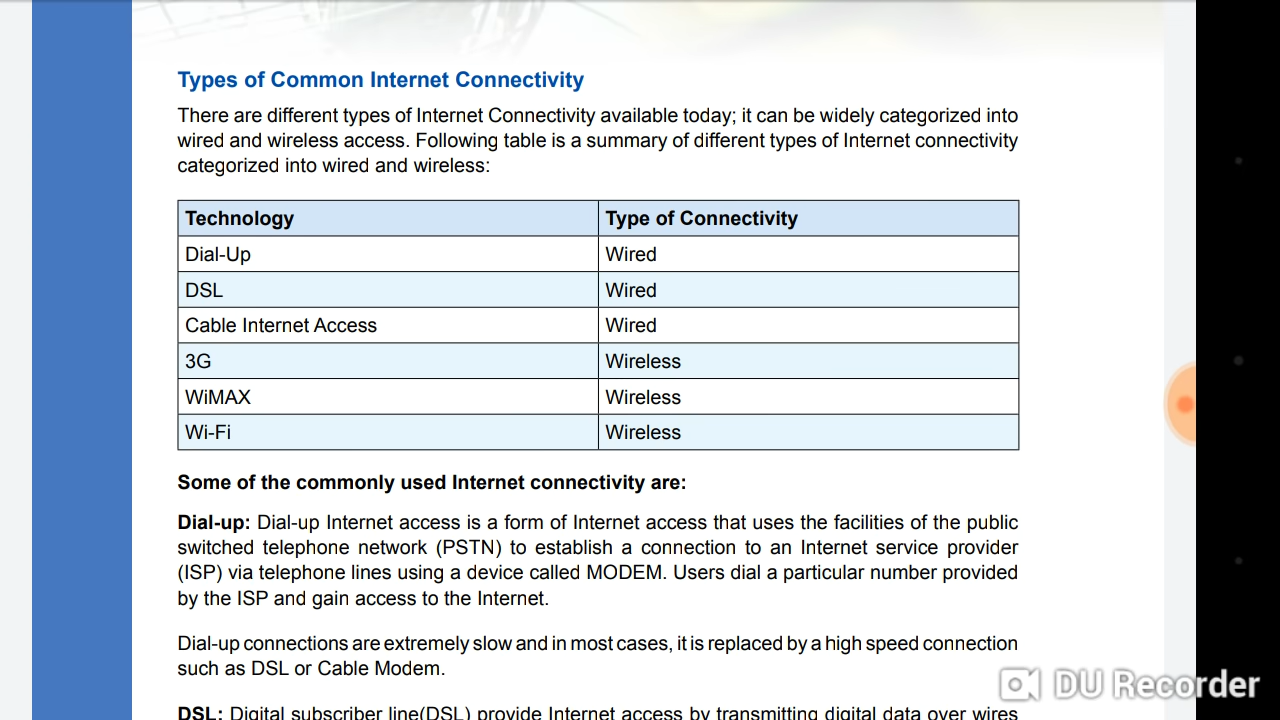 Types of Common Internet Connectivity
There are different types of Internet Connectivity available today; it can be widely categorized into
wired and wireless access. Following table is a summary of different types of Internet connectivity
categorized into wired and wireless:
Technology Type of Connectivity
Dial-Up Wired
DSL Wired
Cable Internet Access Wired
3G Wireless
WiMAX Wireless
Wi-Fi Wireless
Some of the commonly used Internet connectivity are:
Dial-up: Dial-up Internet access is a form of Internet access that uses the facilities of the public
switched telephone network (PSTN) to establish a connection to an Internet service provider
(ISP) via telephone lines using a device called MODEM. Users dial a particular number provided
by the ISP and gain access to the Internet.
Dial-up connections are extremely slow and in most cases, it is replaced by a high speed connection
such as DSL or Cable Modem.
DSL: Digital subscriber line(DSL) provide Internet access by transmitting digital data over wires
DU Recorder